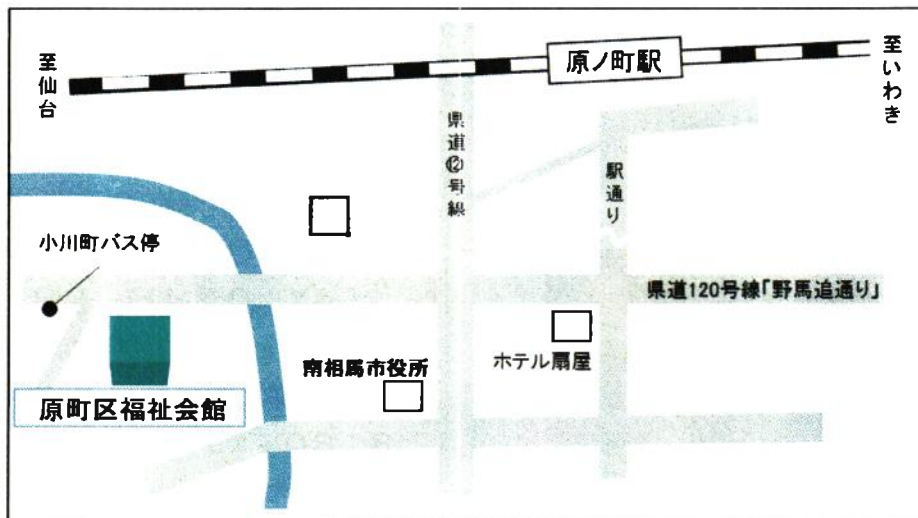 至仙台
原ノ町駅
至いわき
県道⑫号線
駅通り
小川町バス停
県道120号線「野馬追通り」
ホテル扇屋
南相馬市役所
原町区福祉会館